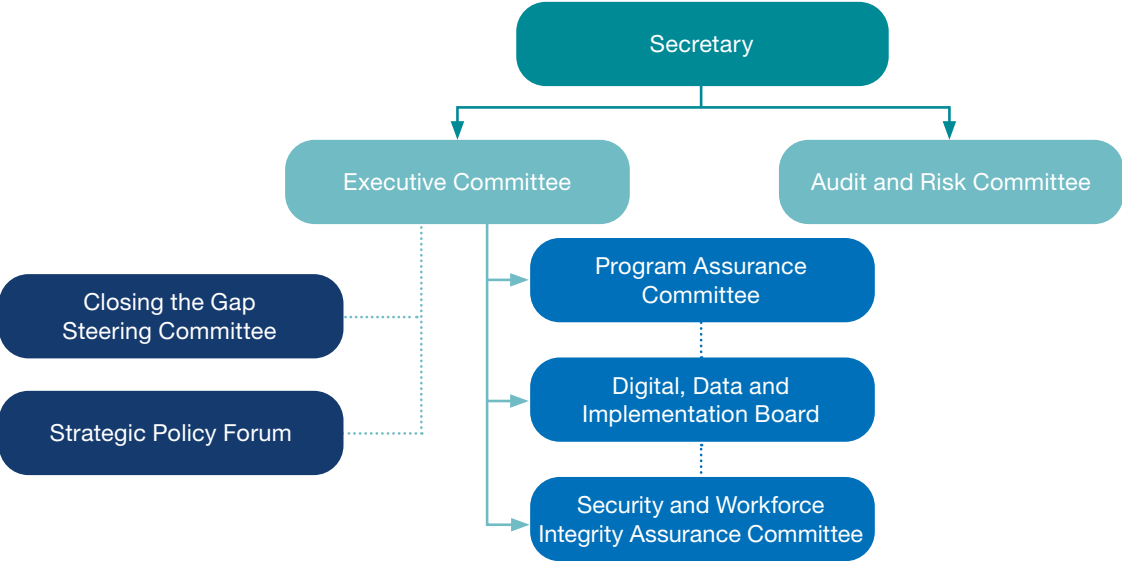 Secretary
Executive Committee
Audit and Risk Committee
Program Assurance
Committee
Closing the Gap
Steering Committee
Digital, Data and
Implementation Board
Strategic Policy Forum
Security and Workforce
Integrity Assurance Committee